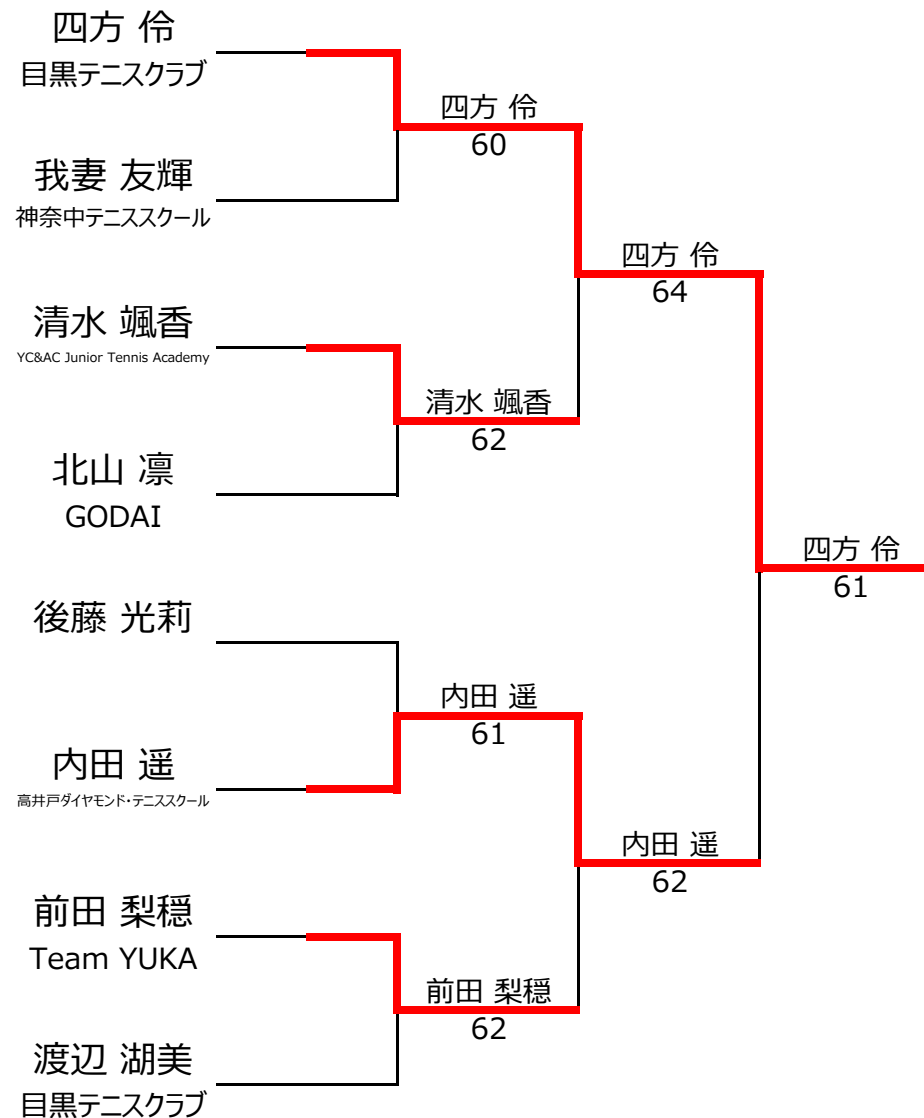 四方 伶
目黒テニスクラブ
四方 伶
60
我妻 友輝
神奈中テニススクール
四方 伶
64
清水 颯香
YC&AC Junior Tennis Academy
清水 颯香
62
北山 凛
GODAI
四方 伶
61
後藤 光莉
内田 遥
61
内田 遥
高井戸ダイヤモンド・テニススクール
内田 遥
62
前田 梨穏
Team YUKA
前田 梨穏
62
渡辺 湖美
目黒テニスクラブ